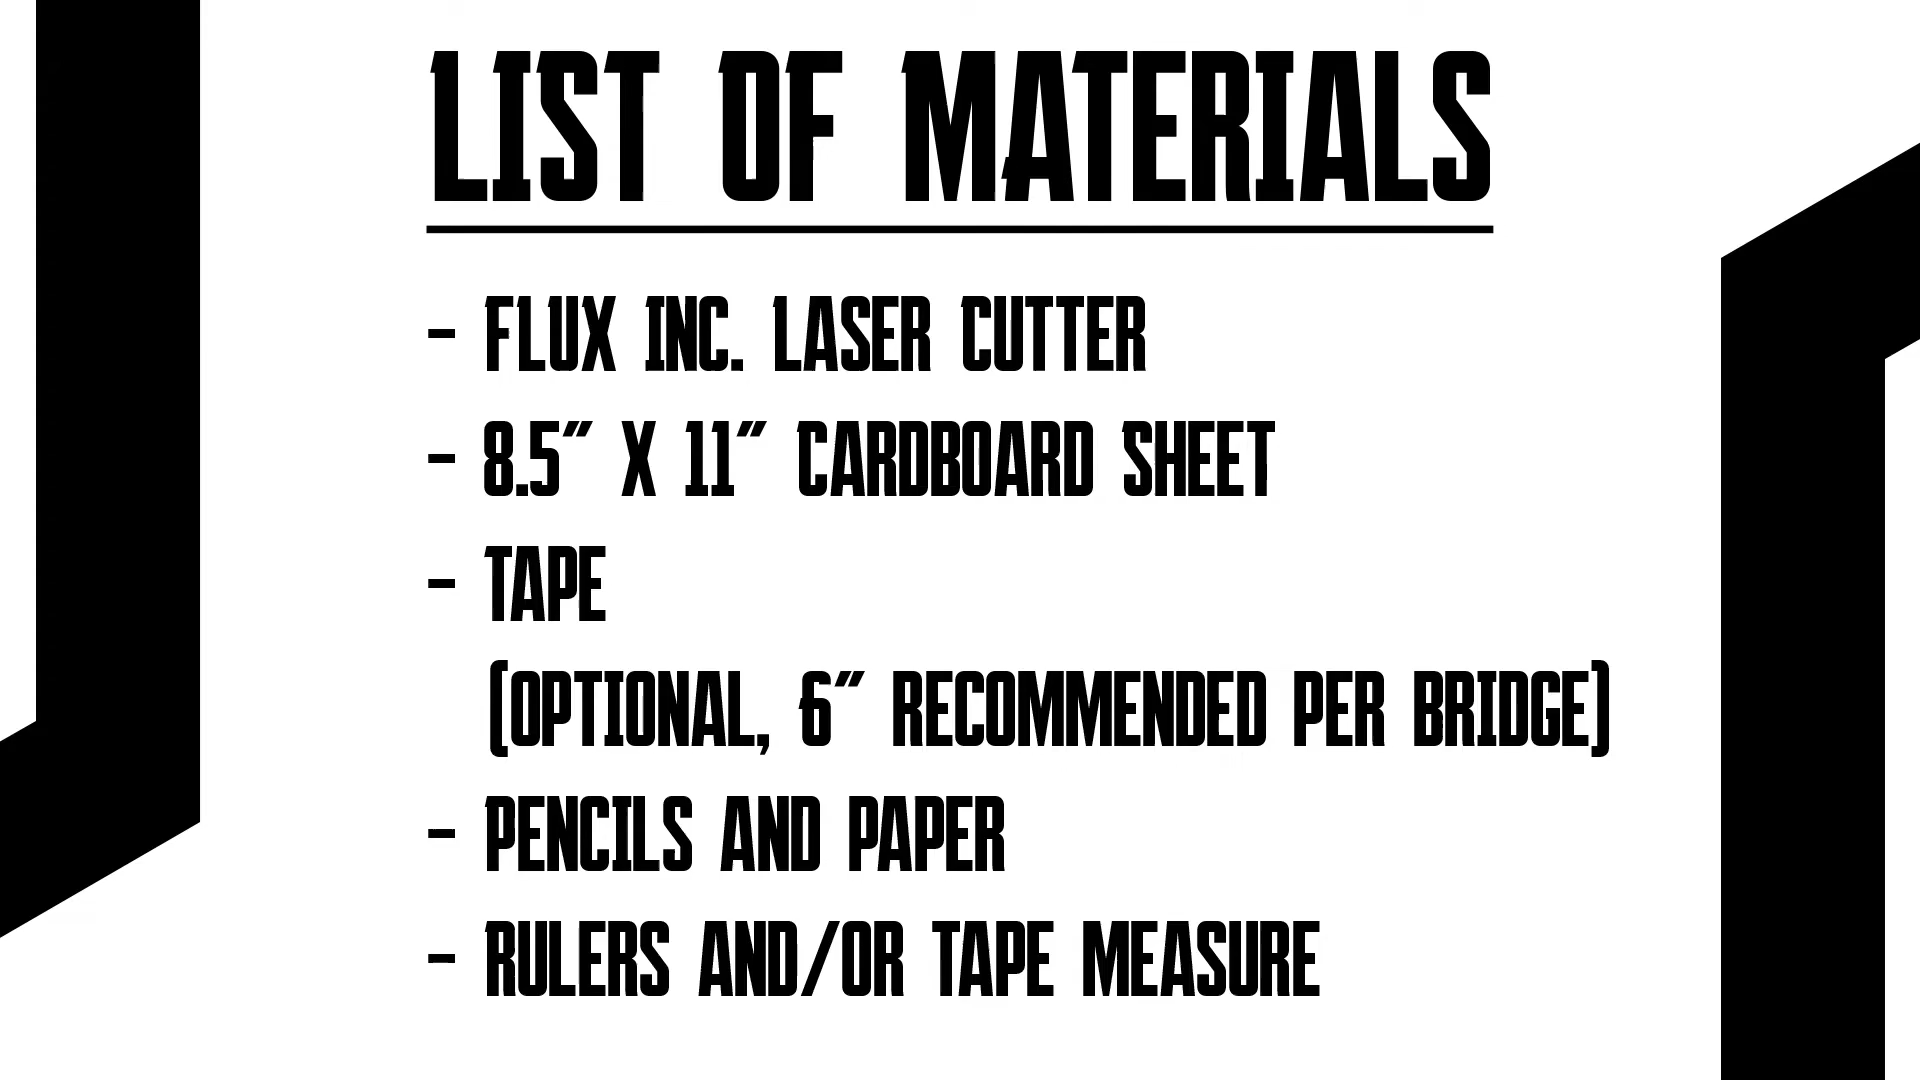 LIST OF MATERIALS
- FLUX INC. LASER CUTTER
- 8.5" X 11" CARDBOARD SHEET
- TAPE
(OPTIONAL, 6" RECOMMENDED PER BRIDGE)
- PENCILS AND PAPER
- RULERS AND/OR TAPE MEASURE